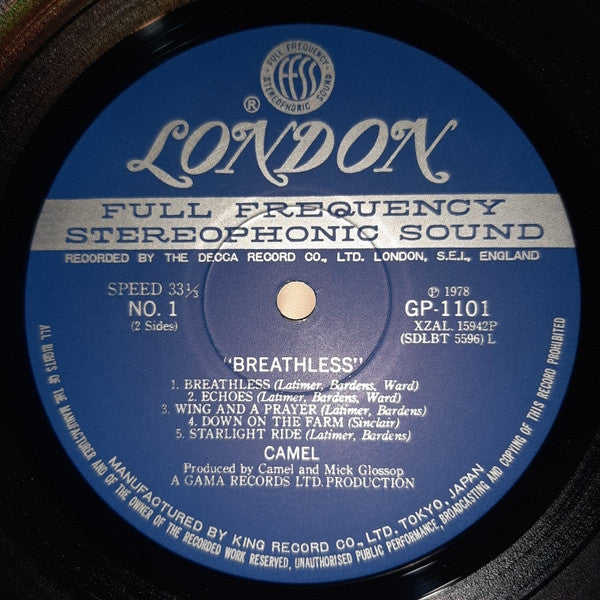 FULL FREQUENCY
ffss
STEREOPHONIC SOUND
®
LONDON
FULL FREQUENCY
STEREOPHONIC SOUND
RECORDED BY THE DECCA RECORD CO., LTD. LONDON, S.E.I., ENGLAND
SPEED 33⅓
NO. 1
(2 Sides)
℗ 1978
GP-1101
XZAL. 15942P
(SDLBT 5596) L
"BREATHLESS"
1. BREATHLESS (Latimer, Bardens, Ward)
2. ECHOES (Latimer, Bardens, Ward)
3. WING AND A PRAYER (Latimer, Bardens)
4. DOWN ON THE FARM (Sinclair)
5. STARLIGHT RIDE (Latimer, Bardens)
CAMEL
Produced by Camel and Mick Glossop
A GAMA RECORDS LTD. PRODUCTION
MANUFACTURED BY KING RECORD CO., LTD. TOKYO, JAPAN
ALL RIGHTS OF THE MANUFACTURER AND OF THE OWNER OF THE RECORDED WORK RESERVED, UNAUTHORISED PUBLIC PERFORMANCE, BROADCASTING AND COPYING OF THIS RECORD PROHIBITED